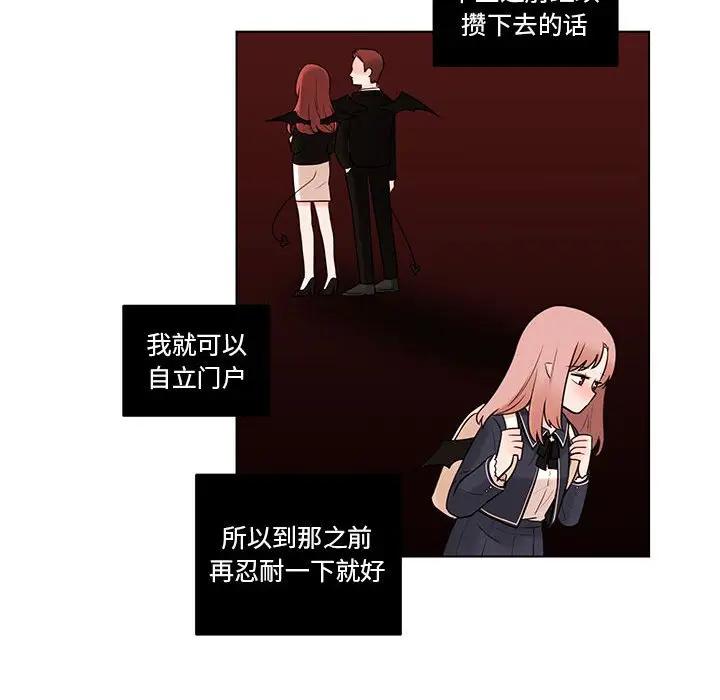 攒下去的话
我就可以
自立门户
所以到那之前
再忍耐一下就好